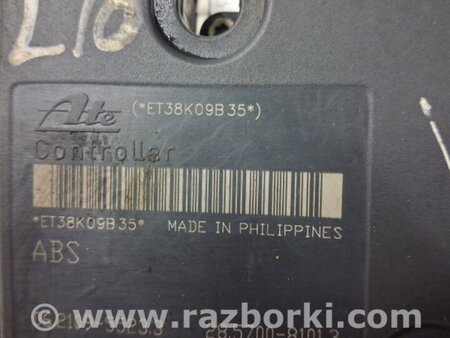 L10
Ate (*ET38K09B35*)
Controller
*ET38K09B35* MADE IN PHILIPPINES
ABS
www.razborki.com